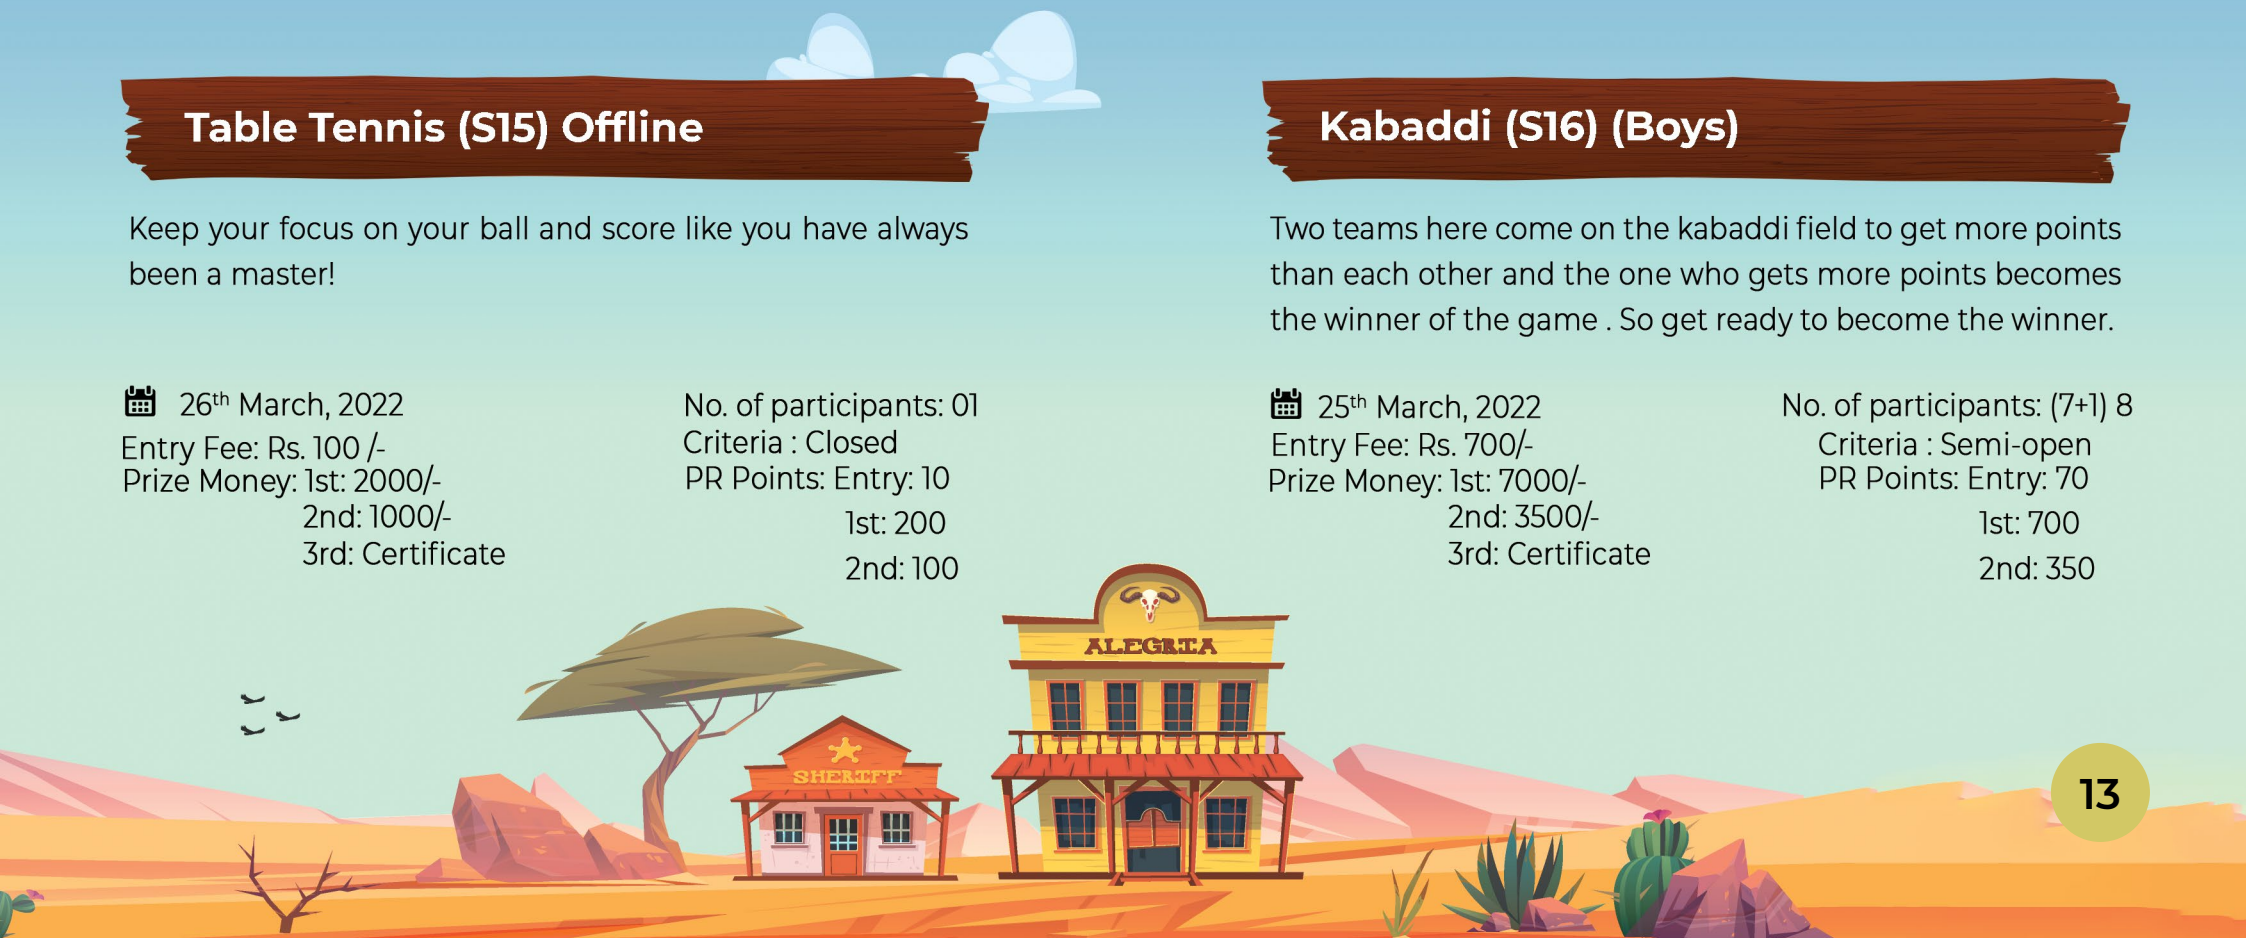 Table Tennis (S15) Offline
Keep your focus on your ball and score like you have always
been a master!
26th March, 2022
Entry Fee: Rs. 100 /-
Prize Money: 1st: 2000/-
2nd: 1000/-
3rd: Certificate
No. of participants: 01
Criteria : Closed
PR Points: Entry: 10
1st: 200
2nd: 100
Kabaddi (S16) (Boys)
Two teams here come on the kabaddi field to get more points
than each other and the one who gets more points becomes
the winner of the game . So get ready to become the winner.
25th March, 2022
Entry Fee: Rs. 700/-
Prize Money: 1st: 7000/-
2nd: 3500/-
3rd: Certificate
No. of participants: (7+1) 8
Criteria : Semi-open
PR Points: Entry: 70
1st: 700
2nd: 350
ALEGRIA
SHERIFF
13